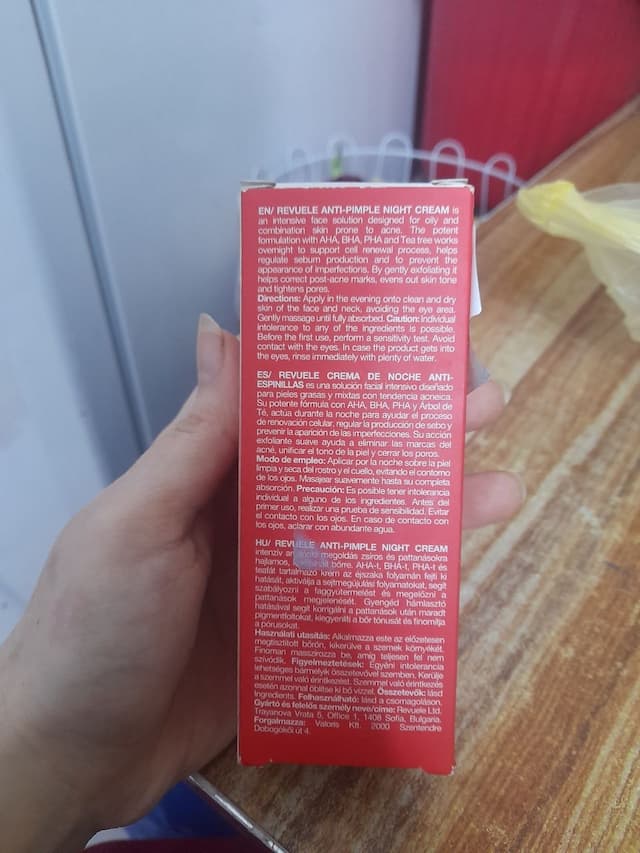 EN/ REVUELE ANTI-PIMPLE NIGHT CREAM is
an intensive face solution designed for oily and
combination skin prone to acne. The potent
formulation with AHA, BHA, PHA and Tea tree works
overnight to support cell renewal process, helps
regulate sebum production and to prevent the
appearance of imperfections. By gently exfoliating it
helps correct post-acne marks, evens out skin tone
and tightens pores.
Directions: Apply in the evening onto clean and dry
skin of the face and neck, avoiding the eye area.
Gently massage until fully absorbed. Caution: Individual
intolerance to any of the ingredients is possible.
Before the first use, perform a sensitivity test. Avoid
contact with the eyes. In case the product gets into
the eyes, rinse immediately with plenty of water.
ES/ REVUELE CREMA DE NOCHE ANTI-
ESPINILLAS es una solución facial intensivo diseñado
para pieles grasas y mixtas con tendencia acneica.
Su potente fórmula con AHA, BHA, PHA y Árbol de
Té, actúa durante la noche para ayudar el proceso
de renovación celular, regular la producción de sebo y
prevenir la aparición de las imperfecciones. Su acción
exfoliante suave ayuda a eliminar las marcas del
acné, unificar el tono de la piel y cerrar los poros.
Modo de empleo: Aplicar por la noche sobre la piel
limpia y seca del rostro y el cuello, evitando el contorno
de los ojos. Masajear suavemente hasta su completa
absorción. Precaución: Es posible tener intolerancia
individual a alguno de los ingredientes. Antes del
primer uso, realizar una prueba de sensibilidad. Evitar
el contacto con los ojos. En caso de contacto con
los ojos, aclarar con abundante agua.
HU/ REVUELE ANTI-PIMPLE NIGHT CREAM
intenzív megoldás zsíros és pattanásokra
hajlamos, bőrre. AHA-t, BHA-t, PHA-t és
teafát tartalmazó krém az éjszaka folyamán fejti ki
hatását, aktiválja a sejtmegújulási folyamatokat, segít
szabályozni a faggyútermelést és megelőzni a
pattanások megjelenését. Gyengéd hámlasztó
hatásával segít korrigálni a pattanások után maradt
pigmentfoltokat, kiegyenlíti a bőr tónusát és finomítja
a pórusokat.
Használati utasítás: Alkalmazza este az előzetesen
megtisztított bőrön, kikerülve a szemek környékét.
Finoman masszírozza be, amíg teljesen fel nem
szívódik. Figyelmeztetések: Egyéni intolerancia
lehetséges bármelyik összetevővel szemben. Kerülje
a szemmel való érintkezést. Szemmel való érintkezés
esetén azonnal öblítse ki bő vízzel. Összetevők: lásd
Ingredients. Felhasználható: lásd a csomagoláson.
Gyártó és felelős személy neve/címe: Revuele Ltd.
Trayanova Vrata 5, Office 1, 1408 Sofia, Bulgaria.
Forgalmazza: Valoris Kft. 2000 Szentendre
Dobogókői út 4.